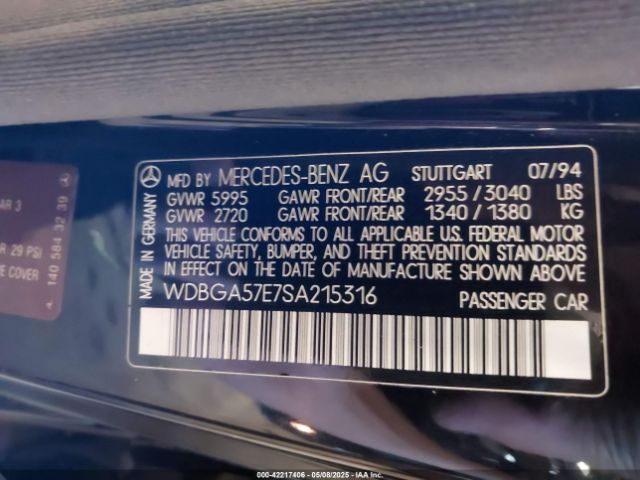 AR 3
R 29 PSI
E COVER
A 140 584 32 39
MADE IN GERMANY
MFD BY MERCEDES-BENZ AG STUTTGART 07/94
GVWR 5995 GAWR FRONT/REAR 2955 / 3040 LBS
GVWR 2720 GAWR FRONT/REAR 1340 / 1380 KG
THIS VEHICLE CONFORMS TO ALL APPLICABLE U.S. FEDERAL MOTOR
VEHICLE SAFETY, BUMPER, AND THEFT PREVENTION STANDARDS
IN EFFECT ON THE DATE OF MANUFACTURE SHOWN ABOVE
WDBGA57E7SA215316 PASSENGER CAR
000-42217406 - 05/08/2025 - IAA Inc.